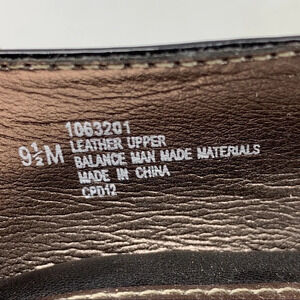 1063201
9½M LEATHER UPPER
BALANCE MAN MADE MATERIALS
MADE IN CHINA
CPD12